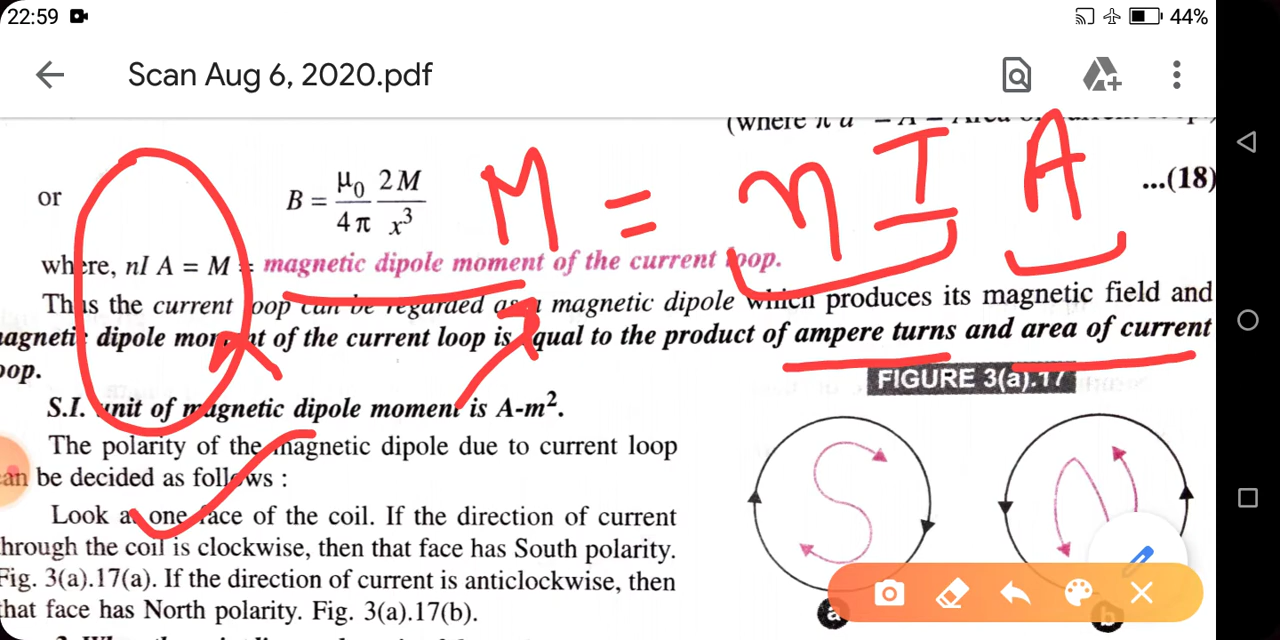 22:59
44%
Scan Aug 6, 2020.pdf
or B = μ₀/4π 2M/x³ ...(18)
M = nIA
where, nI A = M = magnetic dipole moment of the current loop.
Thus the current loop can be regarded as a magnetic dipole which produces its magnetic field and
agnetic dipole moment of the current loop is equal to the product of ampere turns and area of current
oop.
FIGURE 3(a).17
S.I. unit of magnetic dipole moment is A-m².
The polarity of the magnetic dipole due to current loop
an be decided as follows :
Look at one face of the coil. If the direction of current
hrough the coil is clockwise, then that face has South polarity.
Fig. 3(a).17(a). If the direction of current is anticlockwise, then
that face has North polarity. Fig. 3(a).17(b).
S
N
a
b